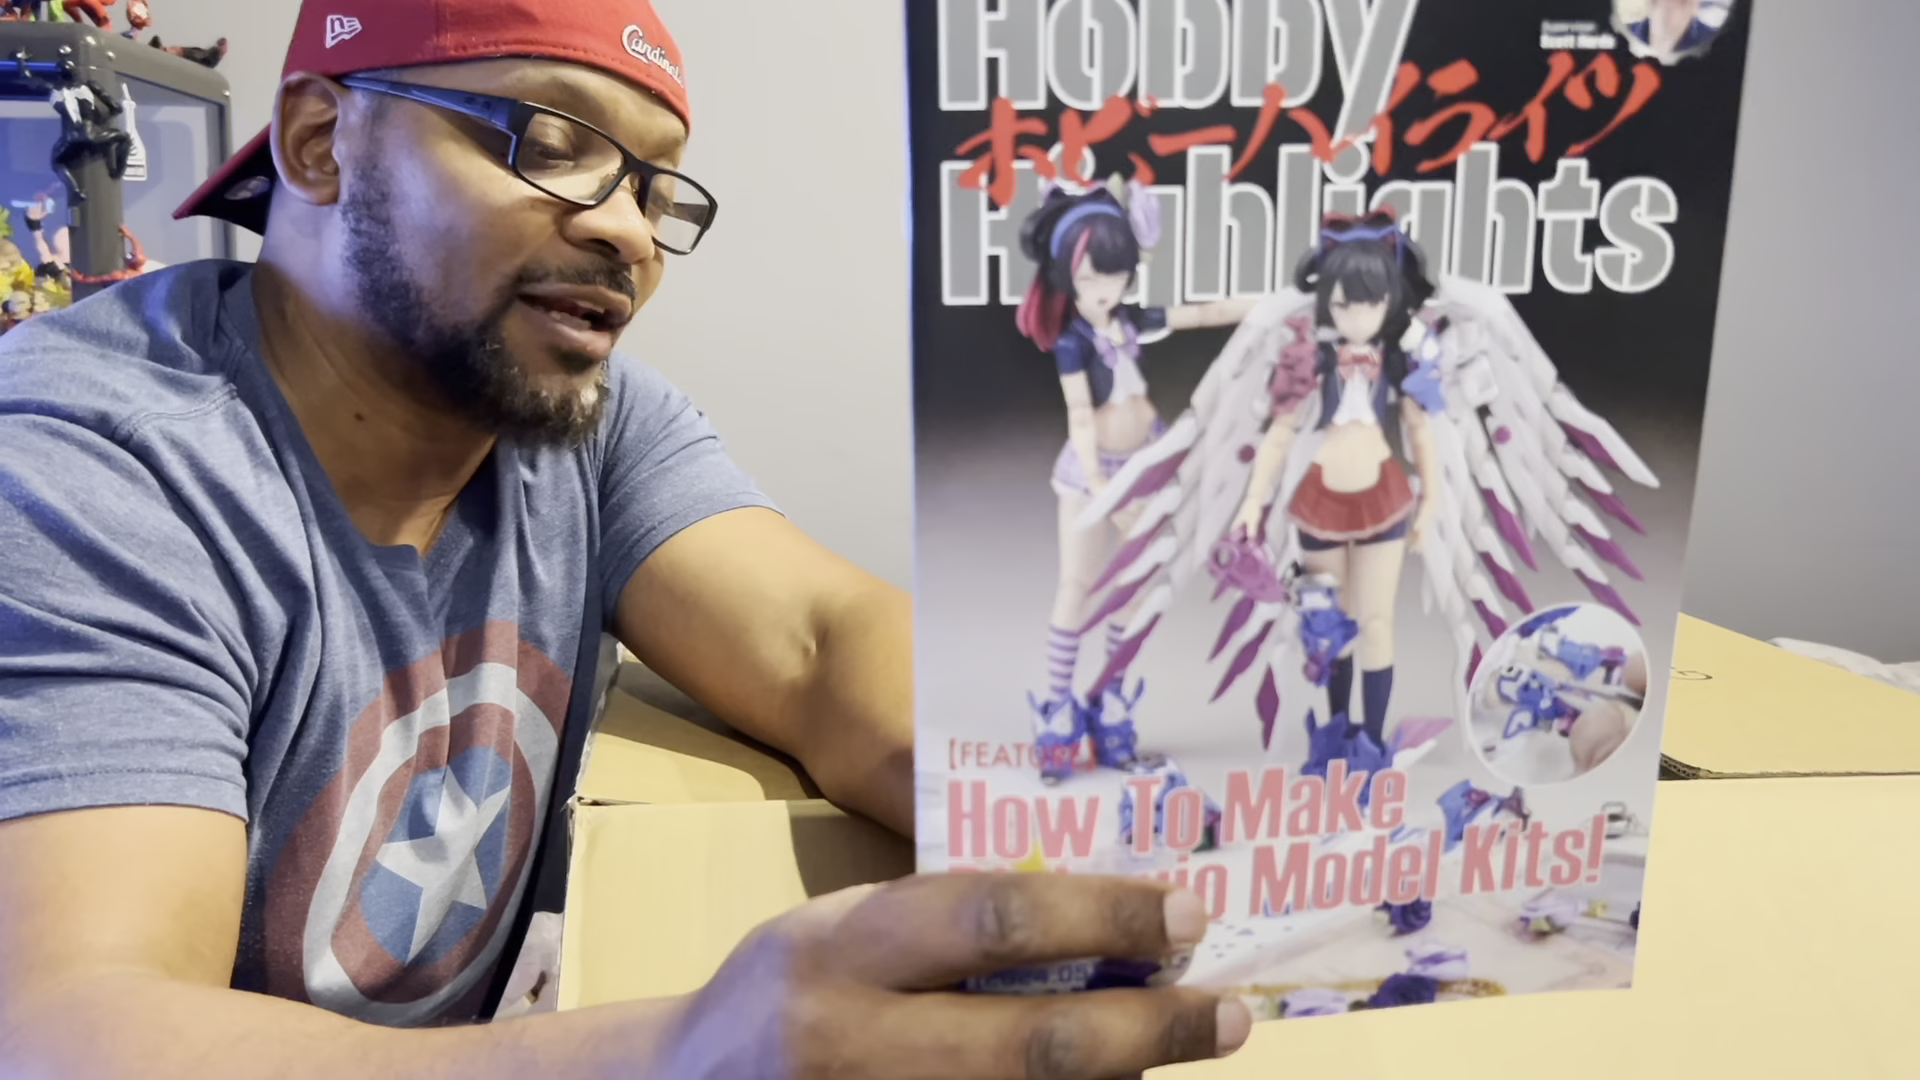 Cardinals
Hobby
ホビーハイライツ
Highlights
【FEATURE】
How To Make
Model Kits!